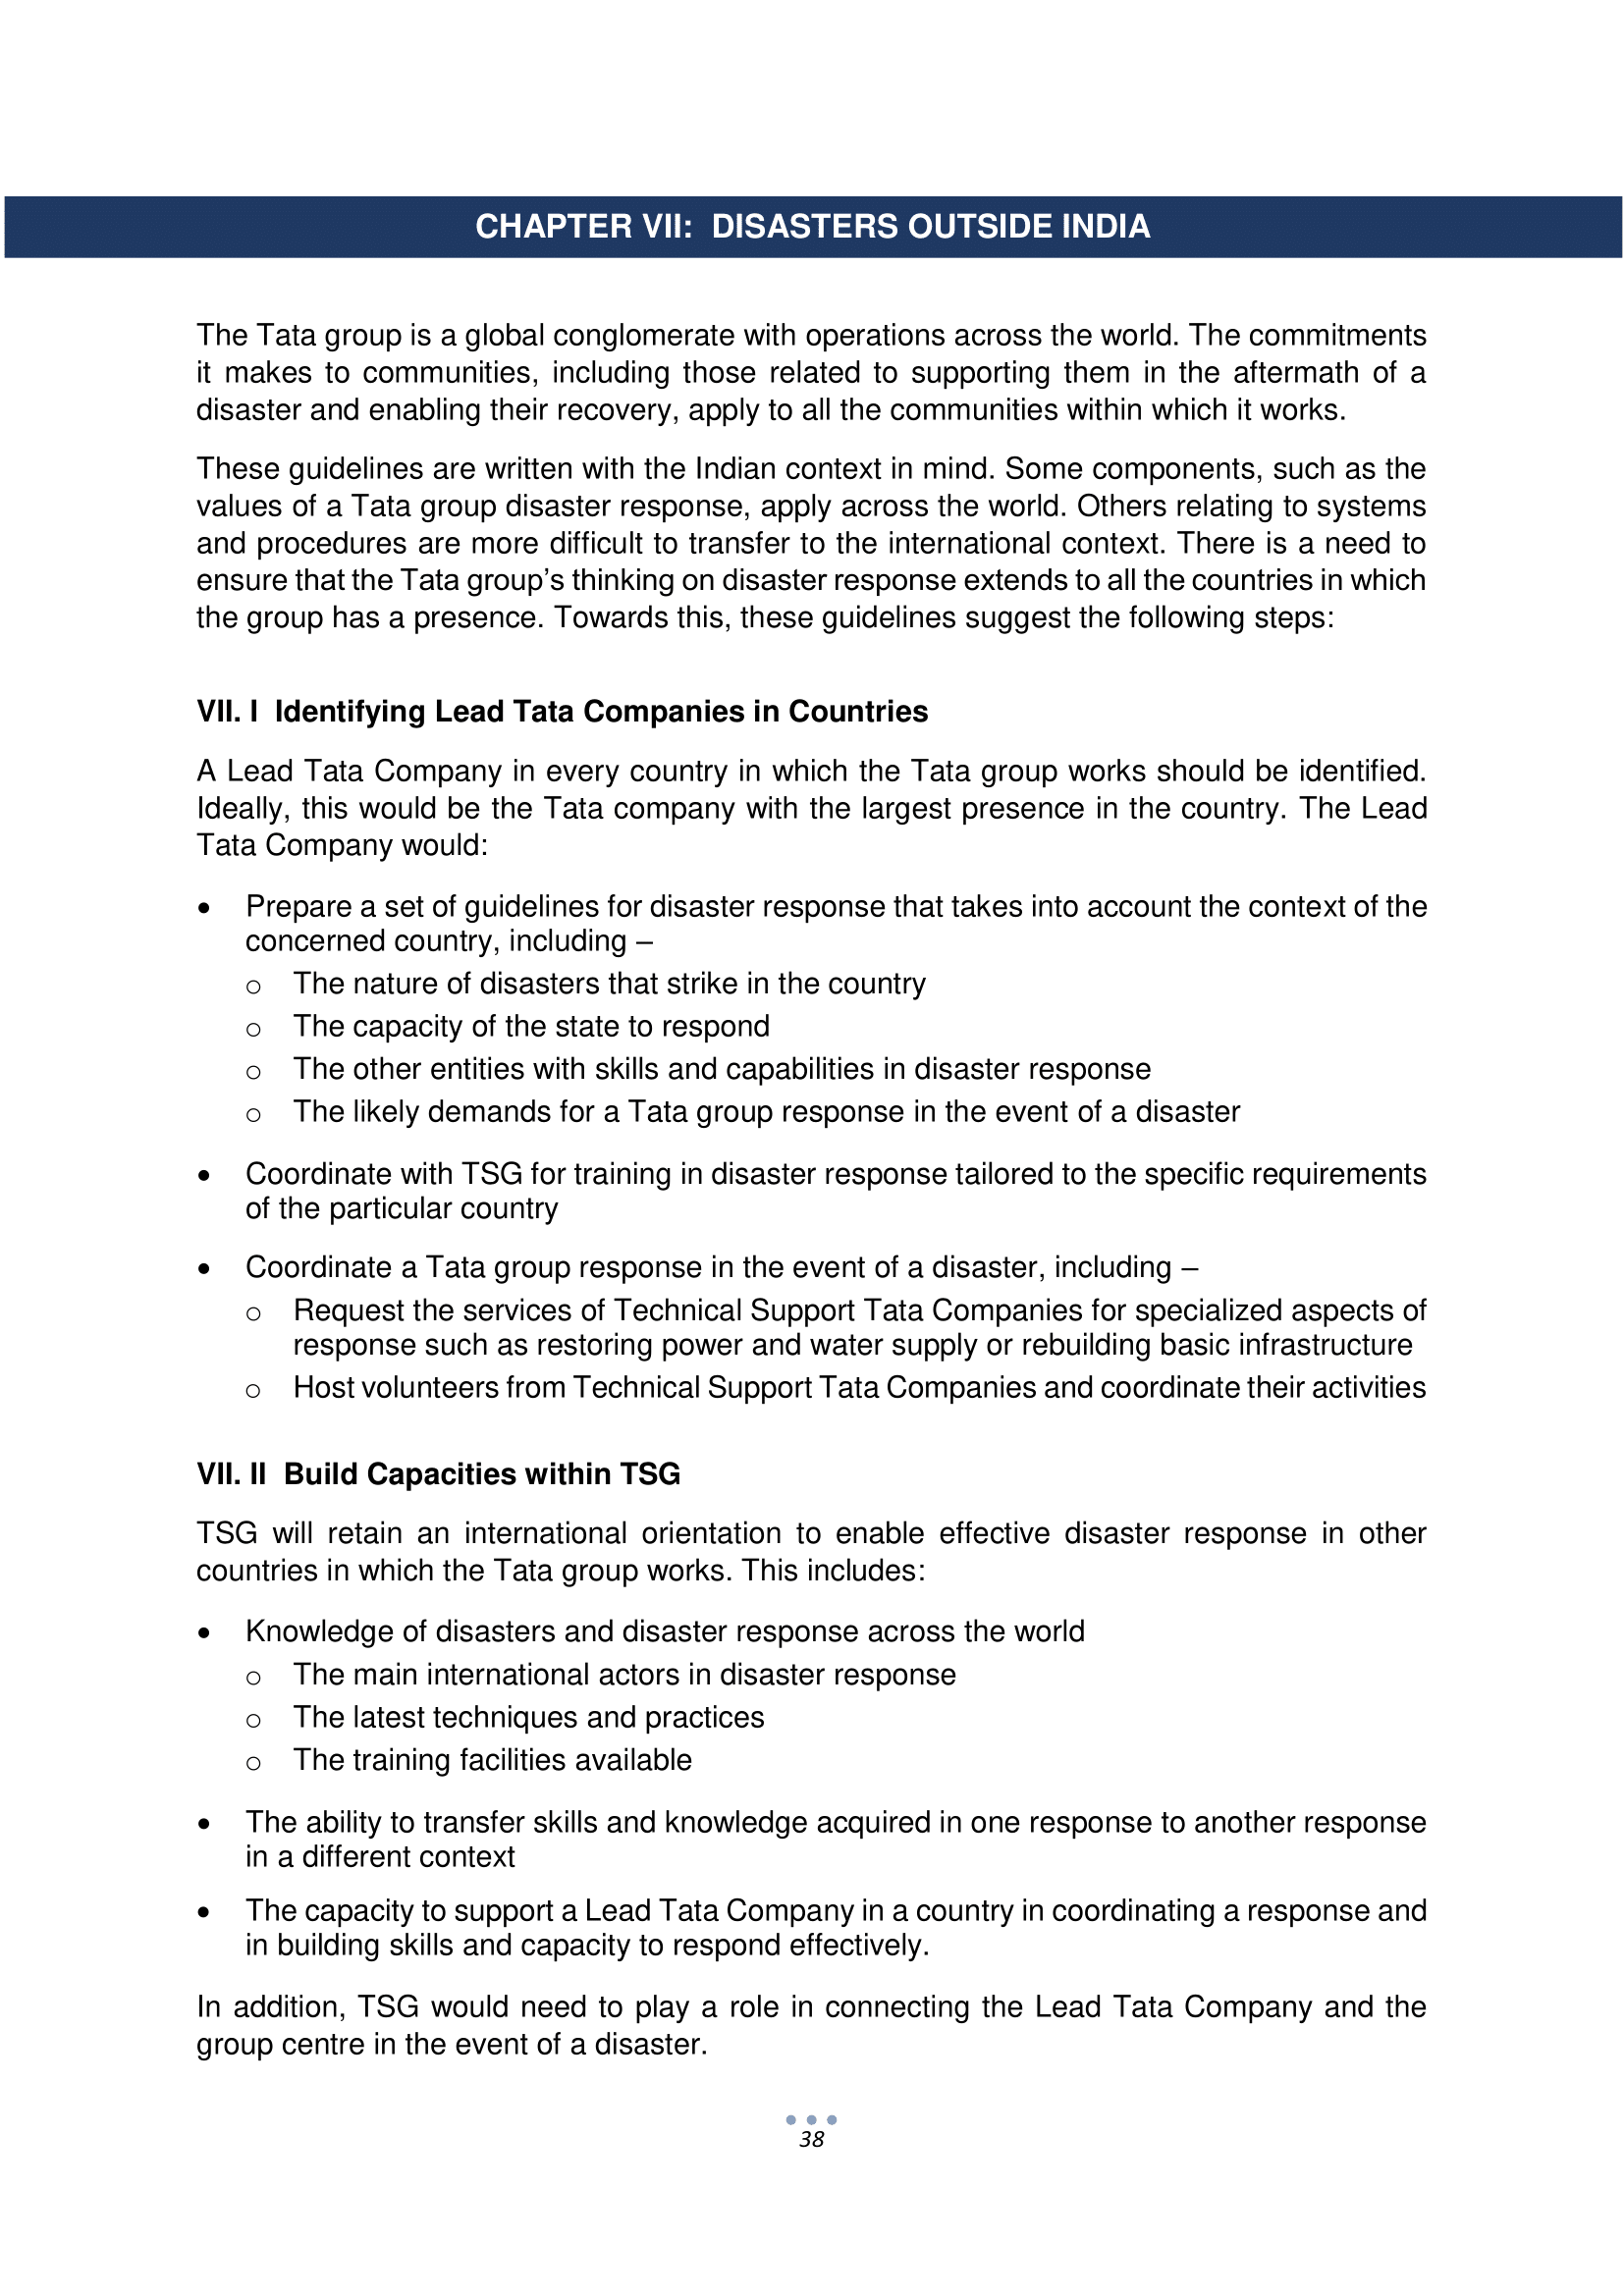 CHAPTER VII:  DISASTERS OUTSIDE INDIA
The Tata group is a global conglomerate with operations across the world. The commitments
it makes to communities, including those related to supporting them in the aftermath of a
disaster and enabling their recovery, apply to all the communities within which it works.
These guidelines are written with the Indian context in mind. Some components, such as the
values of a Tata group disaster response, apply across the world. Others relating to systems
and procedures are more difficult to transfer to the international context. There is a need to
ensure that the Tata group’s thinking on disaster response extends to all the countries in which
the group has a presence. Towards this, these guidelines suggest the following steps:
VII. I  Identifying Lead Tata Companies in Countries
A Lead Tata Company in every country in which the Tata group works should be identified.
Ideally, this would be the Tata company with the largest presence in the country. The Lead
Tata Company would:
• Prepare a set of guidelines for disaster response that takes into account the context of the
concerned country, including –
o The nature of disasters that strike in the country
o The capacity of the state to respond
o The other entities with skills and capabilities in disaster response
o The likely demands for a Tata group response in the event of a disaster
• Coordinate with TSG for training in disaster response tailored to the specific requirements
of the particular country
• Coordinate a Tata group response in the event of a disaster, including –
o Request the services of Technical Support Tata Companies for specialized aspects of
response such as restoring power and water supply or rebuilding basic infrastructure
o Host volunteers from Technical Support Tata Companies and coordinate their activities
VII. II  Build Capacities within TSG
TSG will retain an international orientation to enable effective disaster response in other
countries in which the Tata group works. This includes:
• Knowledge of disasters and disaster response across the world
o The main international actors in disaster response
o The latest techniques and practices
o The training facilities available
• The ability to transfer skills and knowledge acquired in one response to another response
in a different context
• The capacity to support a Lead Tata Company in a country in coordinating a response and
in building skills and capacity to respond effectively.
In addition, TSG would need to play a role in connecting the Lead Tata Company and the
group centre in the event of a disaster.
38